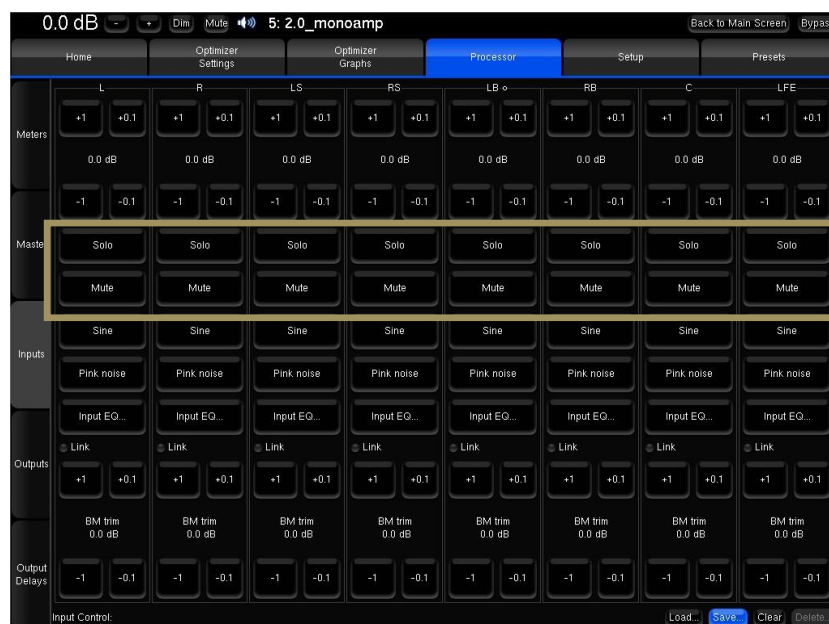 0.0 dB - + Dim Mute 5: 2.0_monoamp Back to Main Screen Bypas
Home Optimizer Settings Optimizer Graphs Processor Setup Presets
L R LS RS LB RB C LFE
Meters
+1 +0.1 +1 +0.1 +1 +0.1 +1 +0.1 +1 +0.1 +1 +0.1 +1 +0.1 +1 +0.1
0.0 dB 0.0 dB 0.0 dB 0.0 dB 0.0 dB 0.0 dB 0.0 dB 0.0 dB
-1 -0.1 -1 -0.1 -1 -0.1 -1 -0.1 -1 -0.1 -1 -0.1 -1 -0.1 -1 -0.1
Maste Solo Solo Solo Solo Solo Solo Solo Solo
Mute Mute Mute Mute Mute Mute Mute Mute
Sine Sine Sine Sine Sine Sine Sine Sine
Inputs
Pink noise Pink noise Pink noise Pink noise Pink noise Pink noise Pink noise Pink noise
Input EQ... Input EQ... Input EQ... Input EQ... Input EQ... Input EQ... Input EQ... Input EQ...
Link Link Link Link Link Link Link Link
Outputs
+1 +0.1 +1 +0.1 +1 +0.1 +1 +0.1 +1 +0.1 +1 +0.1 +1 +0.1 +1 +0.1
BM trim BM trim BM trim BM trim BM trim BM trim BM trim BM trim
0.0 dB 0.0 dB 0.0 dB 0.0 dB 0.0 dB 0.0 dB 0.0 dB 0.0 dB
Output Delays
-1 -0.1 -1 -0.1 -1 -0.1 -1 -0.1 -1 -0.1 -1 -0.1 -1 -0.1 -1 -0.1
Input Control: Load... Save... Clear Delete